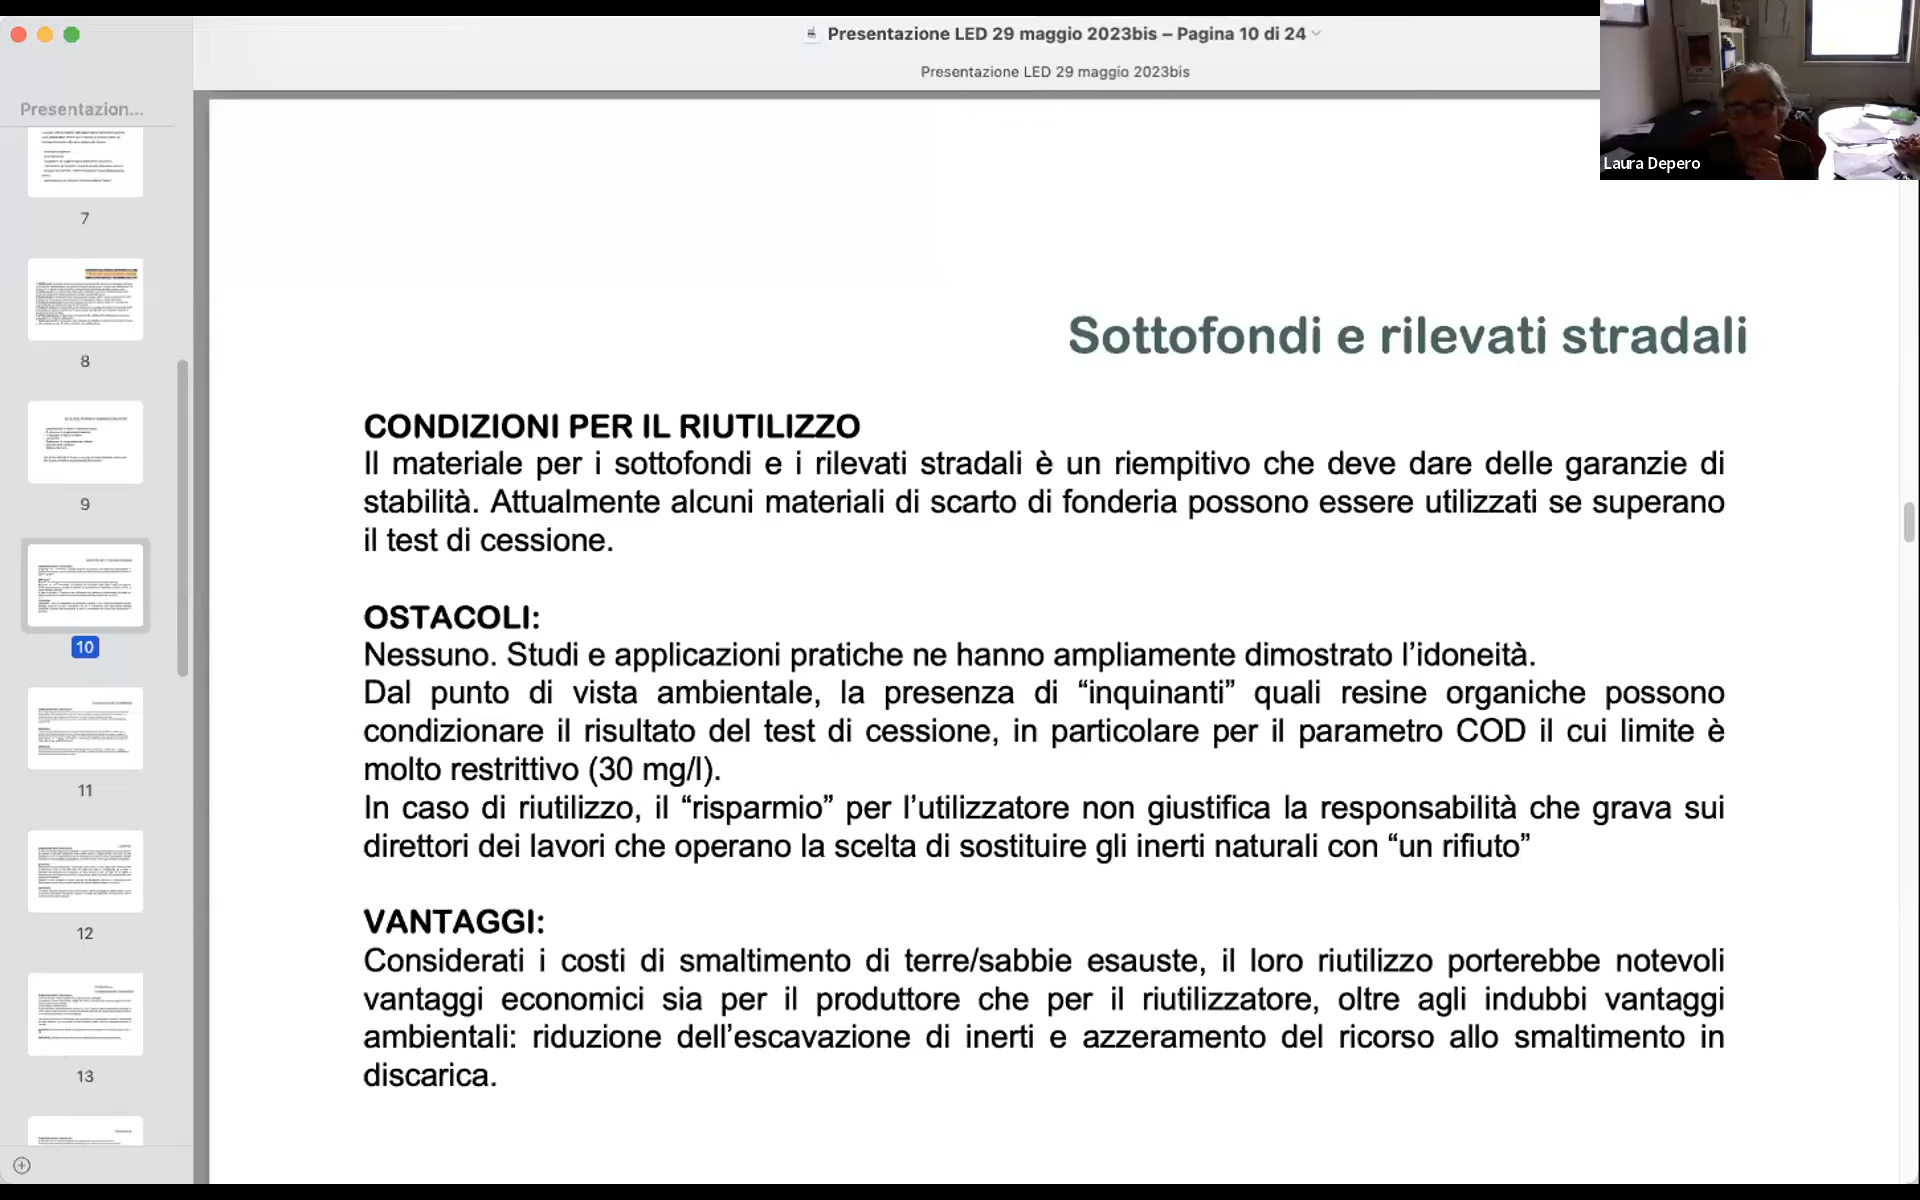 Presentazione LED 29 maggio 2023bis – Pagina 10 di 24
Presentazione LED 29 maggio 2023bis
Laura Depero
Presentazion...
7
8
9
10
11
12
13
Sottofondi e rilevati stradali
CONDIZIONI PER IL RIUTILIZZO
Il materiale per i sottofondi e i rilevati stradali è un riempitivo che deve dare delle garanzie di
stabilità. Attualmente alcuni materiali di scarto di fonderia possono essere utilizzati se superano
il test di cessione.
OSTACOLI:
Nessuno. Studi e applicazioni pratiche ne hanno ampliamente dimostrato l’idoneità.
Dal punto di vista ambientale, la presenza di “inquinanti” quali resine organiche possono
condizionare il risultato del test di cessione, in particolare per il parametro COD il cui limite è
molto restrittivo (30 mg/l).
In caso di riutilizzo, il “risparmio” per l’utilizzatore non giustifica la responsabilità che grava sui
direttori dei lavori che operano la scelta di sostituire gli inerti naturali con “un rifiuto”
VANTAGGI:
Considerati i costi di smaltimento di terre/sabbie esauste, il loro riutilizzo porterebbe notevoli
vantaggi economici sia per il produttore che per il riutilizzatore, oltre agli indubbi vantaggi
ambientali: riduzione dell’escavazione di inerti e azzeramento del ricorso allo smaltimento in
discarica.